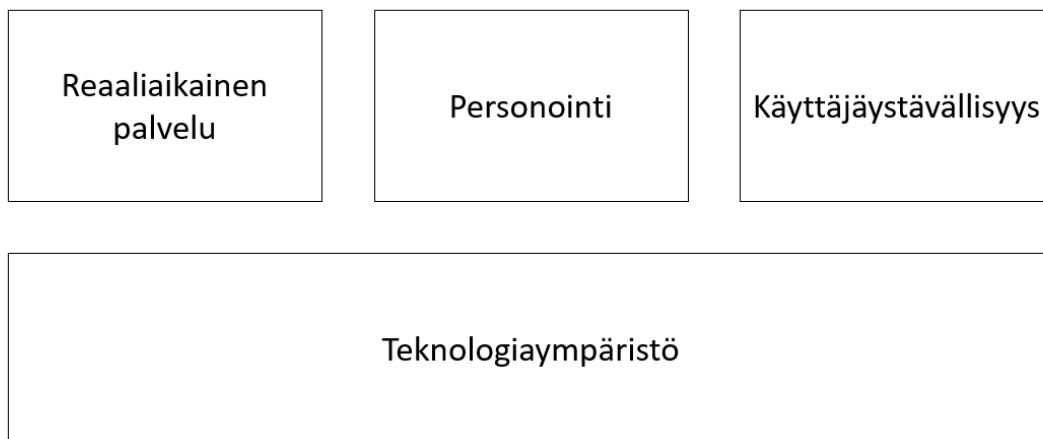 Reaaliaikainen
palvelu
Personointi
Käyttäjäystävällisyys
Teknologiaympäristö